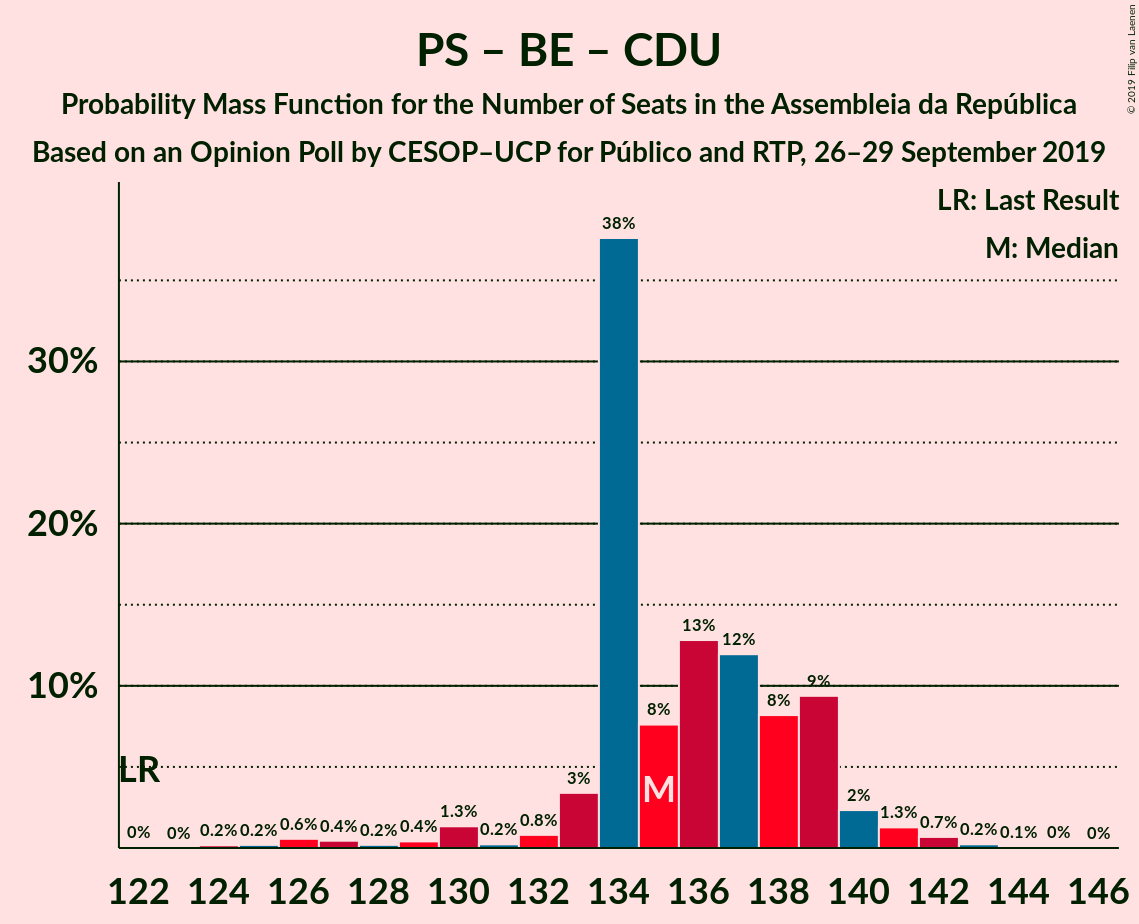 PS – BE – CDU
Probability Mass Function for the Number of Seats in the Assembleia da República
Based on an Opinion Poll by CESOP–UCP for Público and RTP, 26–29 September 2019
© 2019 Filip van Laenen
LR: Last Result
M: Median
38%
30%
20%
13%
12%
10%
9%
8%
8%
LR
M
3%
2%
0% 0% 0.2% 0.2% 0.6% 0.4% 0.2% 0.4% 1.3% 0.2% 0.8% 1.3% 0.7% 0.2% 0.1% 0% 0%
122 124 126 128 130 132 134 136 138 140 142 144 146